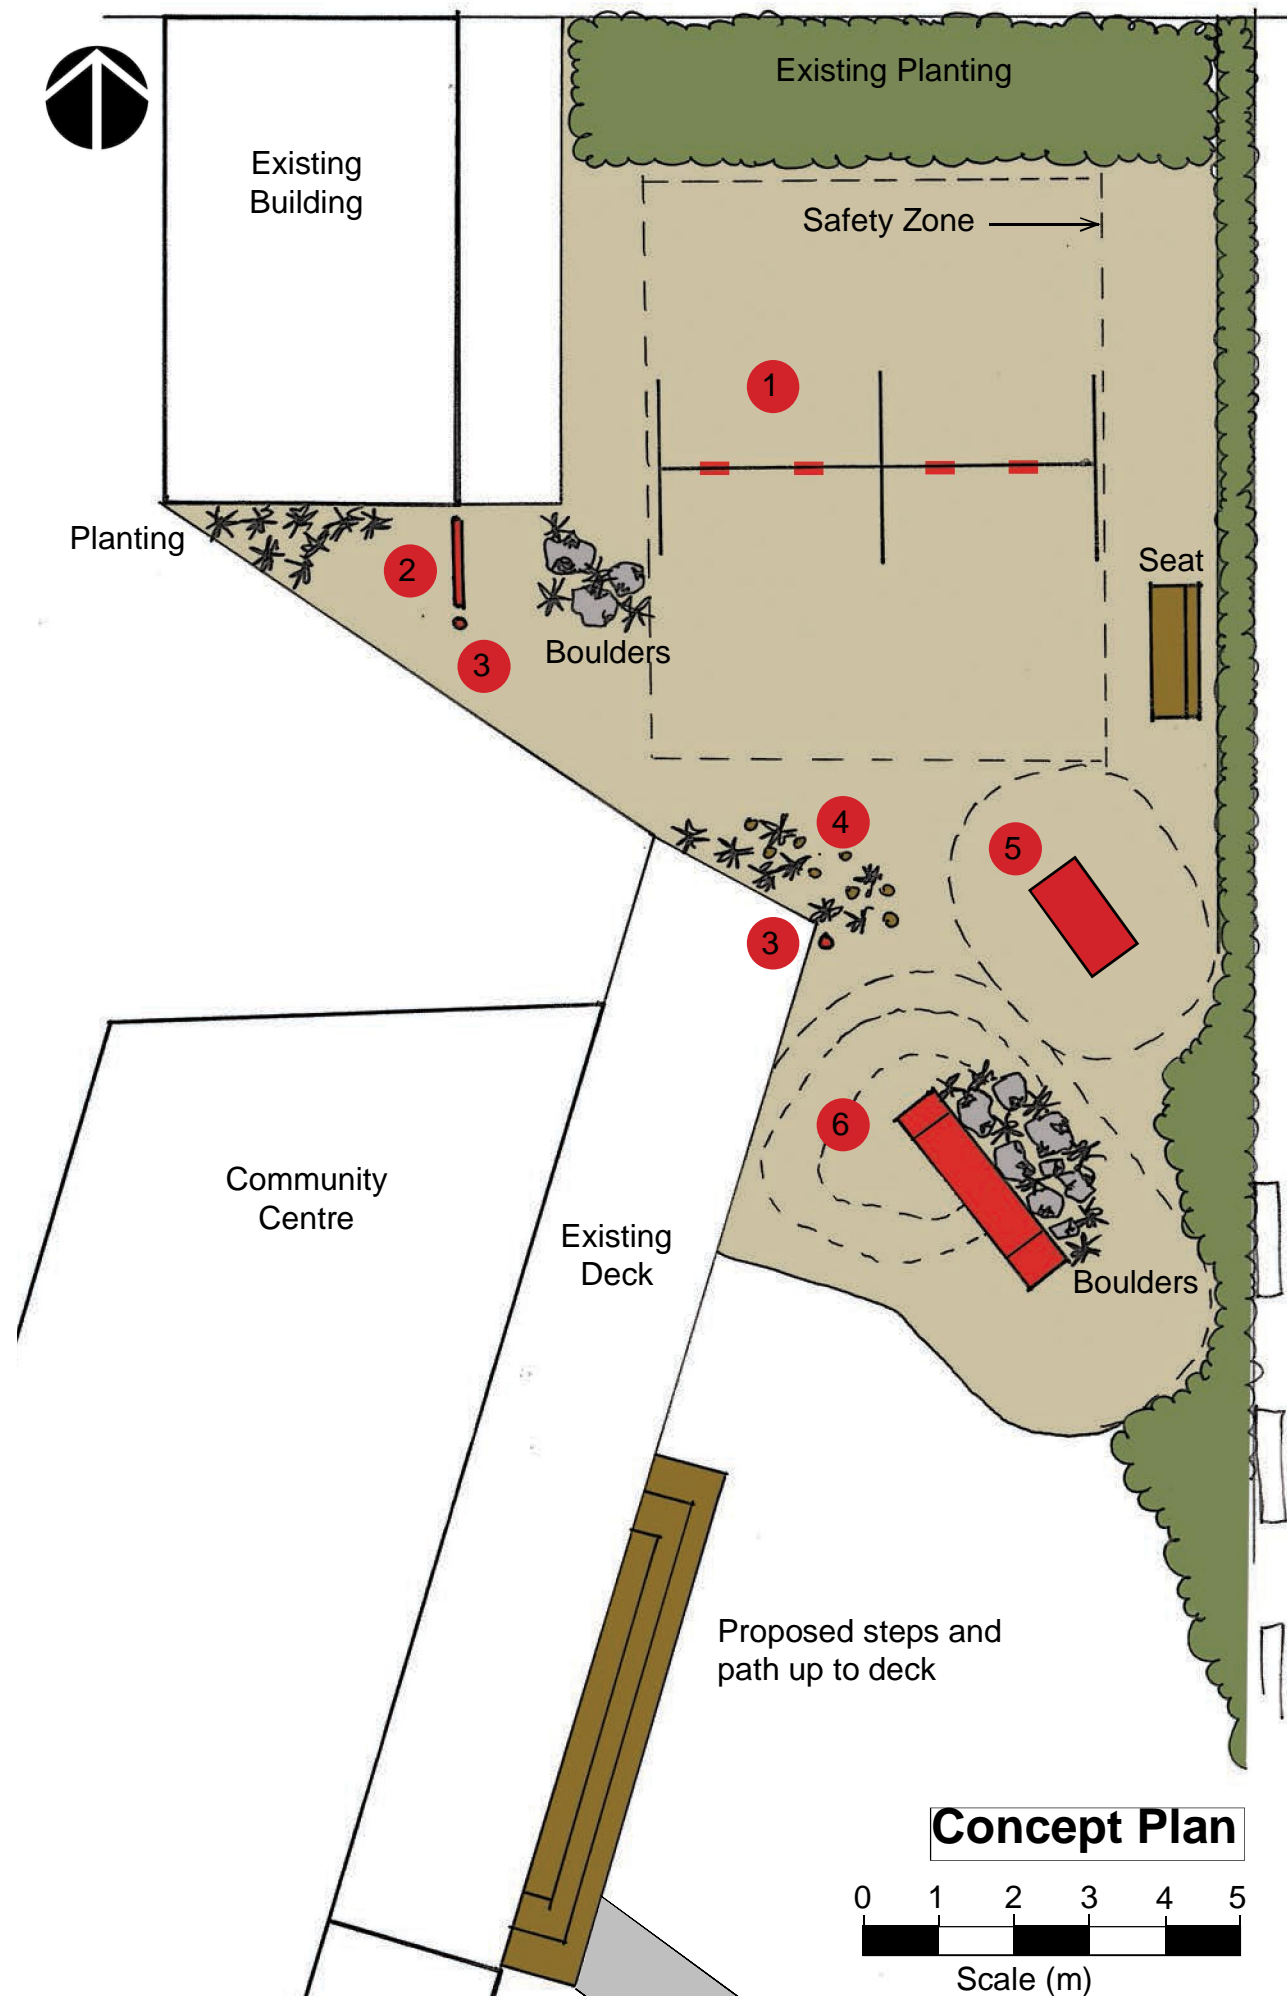 Existing Planting
Existing
Building
Safety Zone
1
Planting
2
Seat
3
Boulders
4
5
3
6
Community
Centre
Existing
Deck
Boulders
Proposed steps and
path up to deck
Concept Plan
0 1 2 3 4 5
Scale (m)